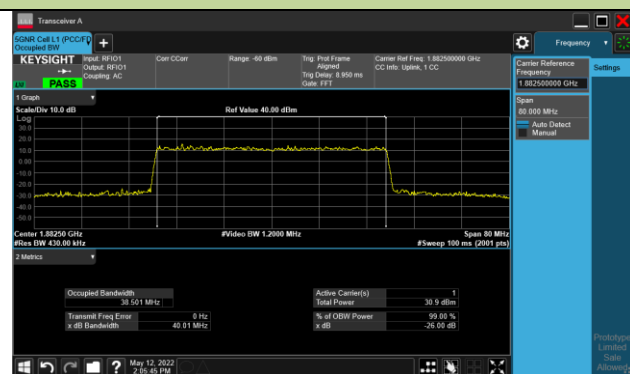 Transceiver A
5GNR Cell L1 (PCC/FD
Occupied BW
Frequency
KEYSIGHT
Input: RFIO1
Output: RFIO1
Coupling: AC
Corr CCorr
Range: -60 dBm
Trig: Prot Frame
Aligned
Trig Delay: 8.950 ms
Gate: FFT
Carrier Ref Freq: 1.882500000 GHz
CC Info: Uplink, 1 CC
PASS
Carrier Reference
Frequency
1.882500000 GHz
Settings
Span
80.000 MHz
Auto Detect
Manual
1 Graph
Scale/Div 10.0 dB
Ref Value 40.00 dBm
Log
30.0
20.0
10.0
0.00
-10.0
-20.0
-30.0
-40.0
-50.0
Center 1.88250 GHz
#Video BW 1.2000 MHz
Span 80 MHz
#Res BW 430.00 kHz
#Sweep 100 ms (2001 pts)
2 Metrics
Occupied Bandwidth
38.501 MHz
Transmit Freq Error 0 Hz
x dB Bandwidth 40.01 MHz
Active Carrier(s) 1
Total Power 30.9 dBm
% of OBW Power 99.00 %
x dB -26.00 dB
May 12, 2022
2:05:45 PM
Prototype
Limited
Sale
Allowed